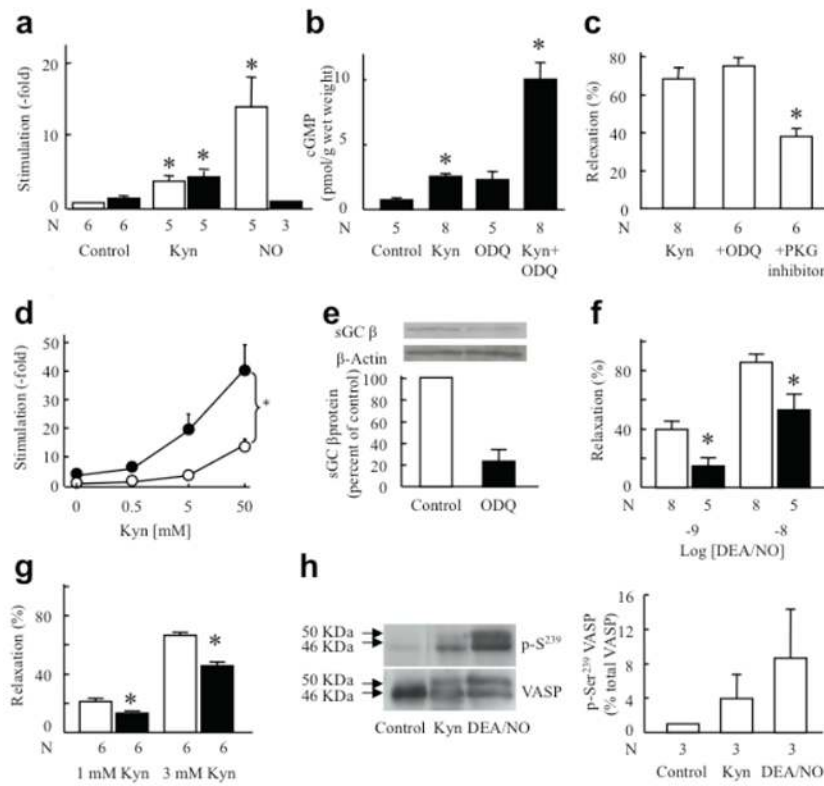 a
Stimulation (-fold)
20
10
0
*
*
*
N 6 6 5 5 5 3
Control Kyn NO
b
cGMP
(pmol/g wet weight)
10
5
0
*
*
N 5 8 5 8
Control Kyn ODQ Kyn+
ODQ
c
Relexation (%)
80
40
0
*
N 8 6 6
Kyn +ODQ +PKG
inhibitor
d
Stimulation (-fold)
50
40
30
20
10
0
*
0 0.5 5 50
Kyn [mM]
e
sGC β
β-Actin
sGC βprotein
(percent of control)
100
80
60
40
20
0
Control ODQ
f
Relaxation (%)
80
40
0
*
*
N 8 5 8 5
-9 -8
Log [DEA/NO]
g
Relaxation (%)
80
40
0
*
*
N 6 6 6 6
1 mM Kyn 3 mM Kyn
h
50 KDa
46 KDa
p-S²³⁹
50 KDa
46 KDa
VASP
Control Kyn DEA/NO
p-Ser²³⁹ VASP
(% total VASP)
16
12
8
4
0
N 3 3 3
Control Kyn DEA/NO